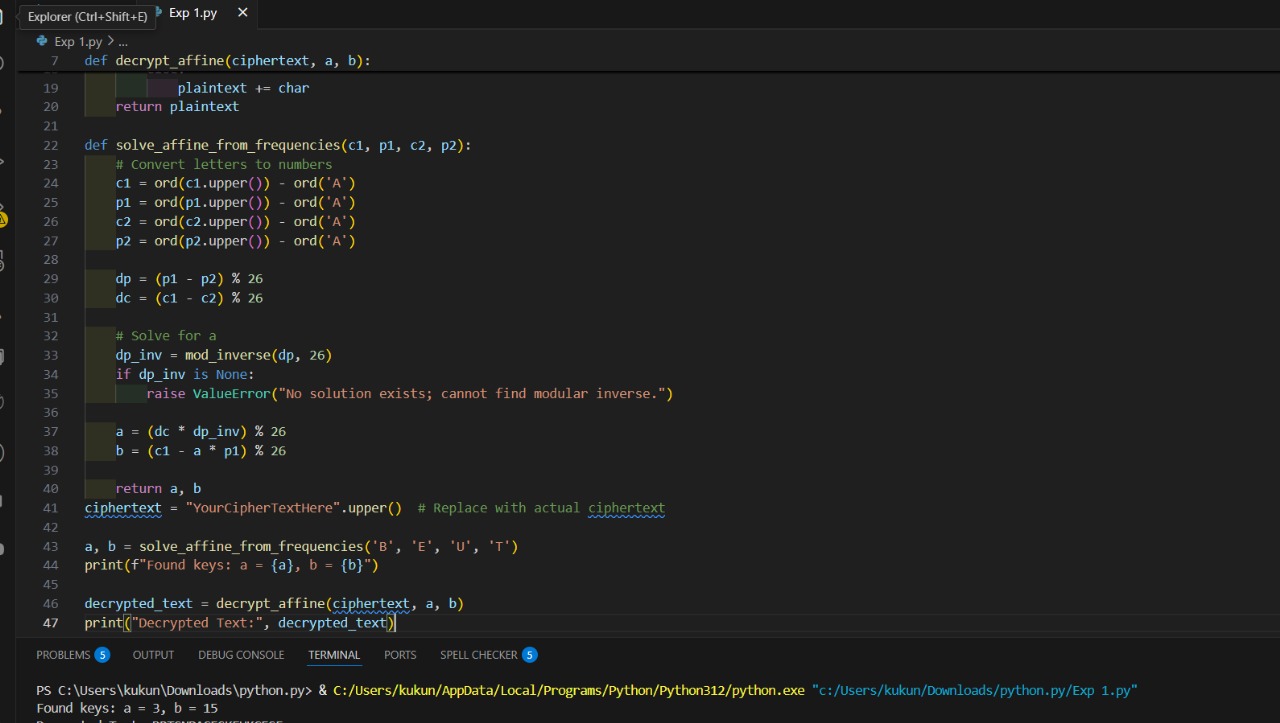 Explorer (Ctrl+Shift+E)
Exp 1.py ×
Exp 1.py > ...
7 def decrypt_affine(ciphertext, a, b):
19 plaintext += char
20 return plaintext
21
22 def solve_affine_from_frequencies(c1, p1, c2, p2):
23 # Convert letters to numbers
24 c1 = ord(c1.upper()) - ord('A')
25 p1 = ord(p1.upper()) - ord('A')
26 c2 = ord(c2.upper()) - ord('A')
27 p2 = ord(p2.upper()) - ord('A')
28
29 dp = (p1 - p2) % 26
30 dc = (c1 - c2) % 26
31
32 # Solve for a
33 dp_inv = mod_inverse(dp, 26)
34 if dp_inv is None:
35 raise ValueError("No solution exists; cannot find modular inverse.")
36
37 a = (dc * dp_inv) % 26
38 b = (c1 - a * p1) % 26
39
40 return a, b
41 ciphertext = "YourCipherTextHere".upper() # Replace with actual ciphertext
42
43 a, b = solve_affine_from_frequencies('B', 'E', 'U', 'T')
44 print(f"Found keys: a = {a}, b = {b}")
45
46 decrypted_text = decrypt_affine(ciphertext, a, b)
47 print("Decrypted Text:", decrypted_text)
PROBLEMS 5 OUTPUT DEBUG CONSOLE TERMINAL PORTS SPELL CHECKER 5
PS C:\Users\kukun\Downloads\python.py> & C:/Users/kukun/AppData/Local/Programs/Python/Python312/python.exe "c:/Users/kukun/Downloads/python.py/Exp 1.py"
Found keys: a = 3, b = 15